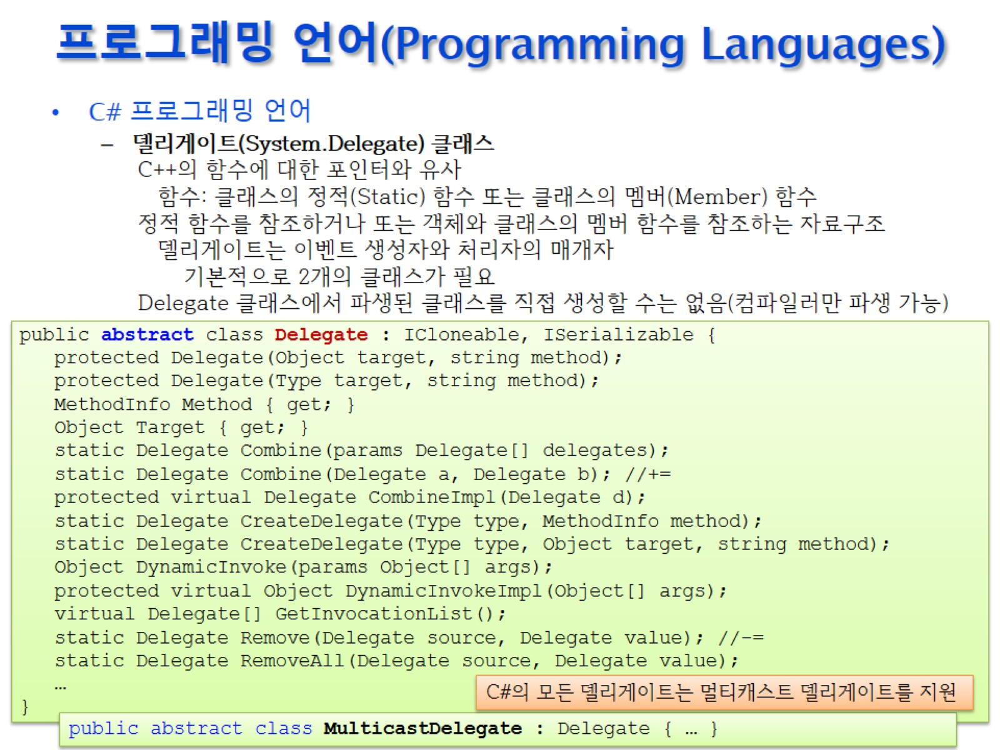 프로그래밍 언어(Programming Languages)
• C# 프로그래밍 언어
– 델리게이트(System.Delegate) 클래스
C++의 함수에 대한 포인터와 유사
함수: 클래스의 정적(Static) 함수 또는 클래스의 멤버(Member) 함수
정적 함수를 참조하거나 또는 객체와 클래스의 멤버 함수를 참조하는 자료구조
델리게이트는 이벤트 생성자와 처리자의 매개자
기본적으로 2개의 클래스가 필요
Delegate 클래스에서 파생된 클래스를 직접 생성할 수는 없음(컴파일러만 파생 가능)
public abstract class Delegate : ICloneable, ISerializable {
protected Delegate(Object target, string method);
protected Delegate(Type target, string method);
MethodInfo Method { get; }
Object Target { get; }
static Delegate Combine(params Delegate[] delegates);
static Delegate Combine(Delegate a, Delegate b); //+=
protected virtual Delegate CombineImpl(Delegate d);
static Delegate CreateDelegate(Type type, MethodInfo method);
static Delegate CreateDelegate(Type type, Object target, string method);
Object DynamicInvoke(params Object[] args);
protected virtual Object DynamicInvokeImpl(Object[] args);
virtual Delegate[] GetInvocationList();
static Delegate Remove(Delegate source, Delegate value); //-=
static Delegate RemoveAll(Delegate source, Delegate value);
…
C#의 모든 델리게이트는 멀티캐스트 델리게이트를 지원
}
public abstract class MulticastDelegate : Delegate { … }